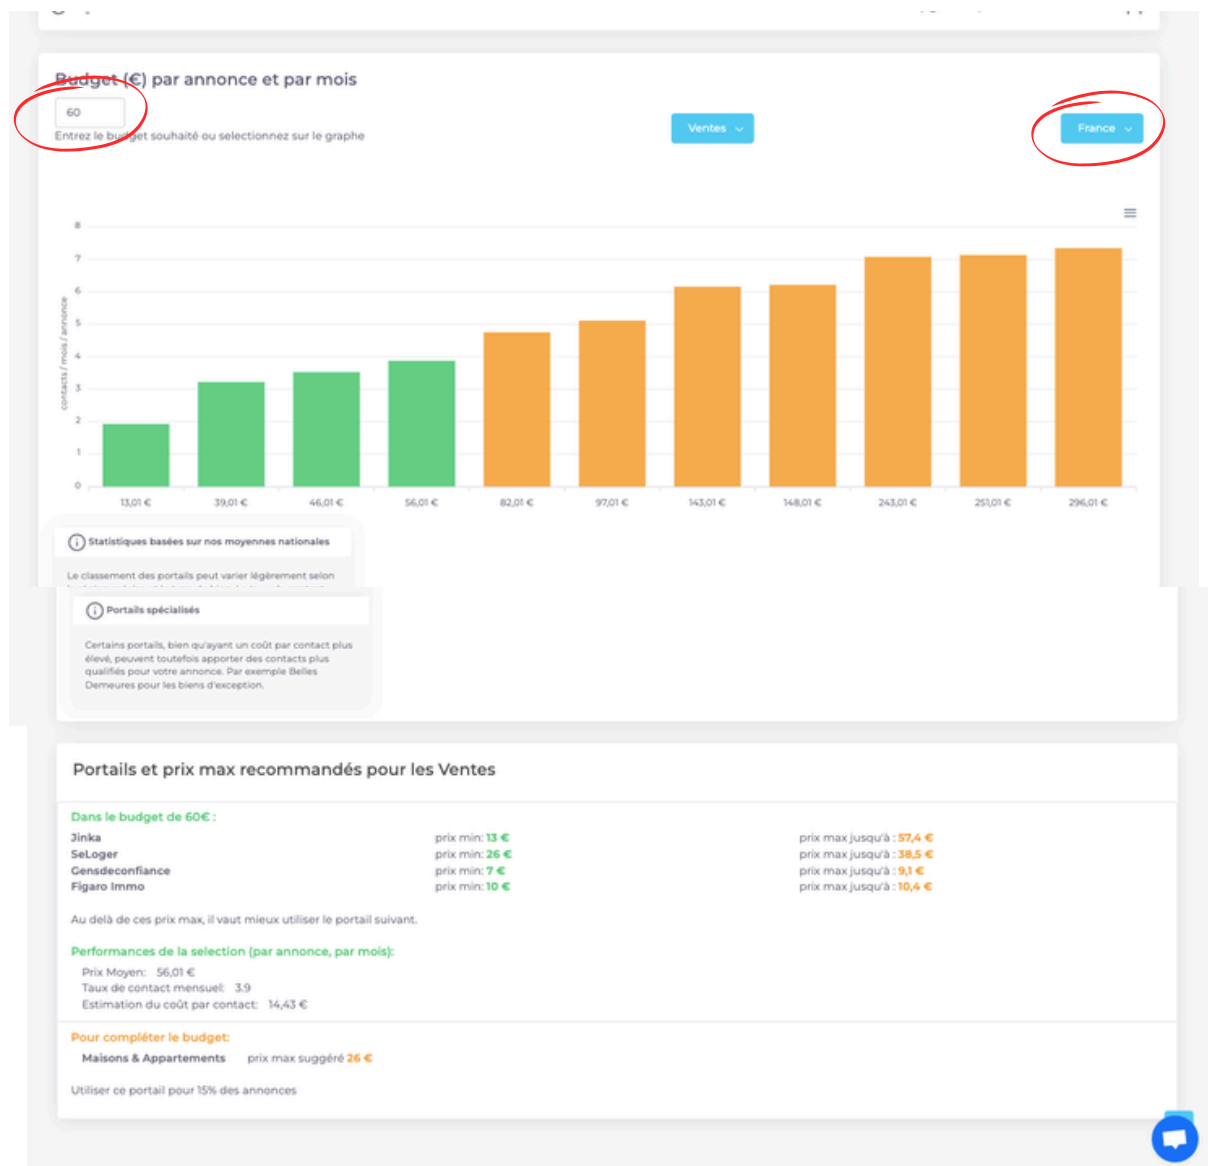 Budget (€) par annonce et par mois
60
Entrez le budget souhaité ou selectionnez sur le graphe
Ventes
France
8
7
6
5
4
3
2
1
0
contacts / mois / annonce
13,01 €
39,01 €
46,01 €
56,01 €
82,01 €
97,01 €
143,01 €
148,01 €
243,01 €
251,01 €
296,01 €
Statistiques basées sur nos moyennes nationales
Le classement des portails peut varier légèrement selon
Portails spécialisés
Certains portails, bien qu'ayant un coût par contact plus
élevé, peuvent toutefois apporter des contacts plus
qualifiés pour votre annonce. Par exemple Belles
Demeures pour les biens d'exception.
Portails et prix max recommandés pour les Ventes
Dans le budget de 60€ :
Jinka prix min: 13 € prix max jusqu'à : 57,4 €
SeLoger prix min: 26 € prix max jusqu'à : 38,5 €
Gensdeconfiance prix min: 7 € prix max jusqu'à : 9,1 €
Figaro Immo prix min: 10 € prix max jusqu'à : 10,4 €
Au delà de ces prix max, il vaut mieux utiliser le portail suivant.
Performances de la selection (par annonce, par mois):
Prix Moyen: 56,01 €
Taux de contact mensuel: 3.9
Estimation du coût par contact: 14,43 €
Pour compléter le budget:
Maisons & Appartements prix max suggéré 26 €
Utiliser ce portail pour 15% des annonces